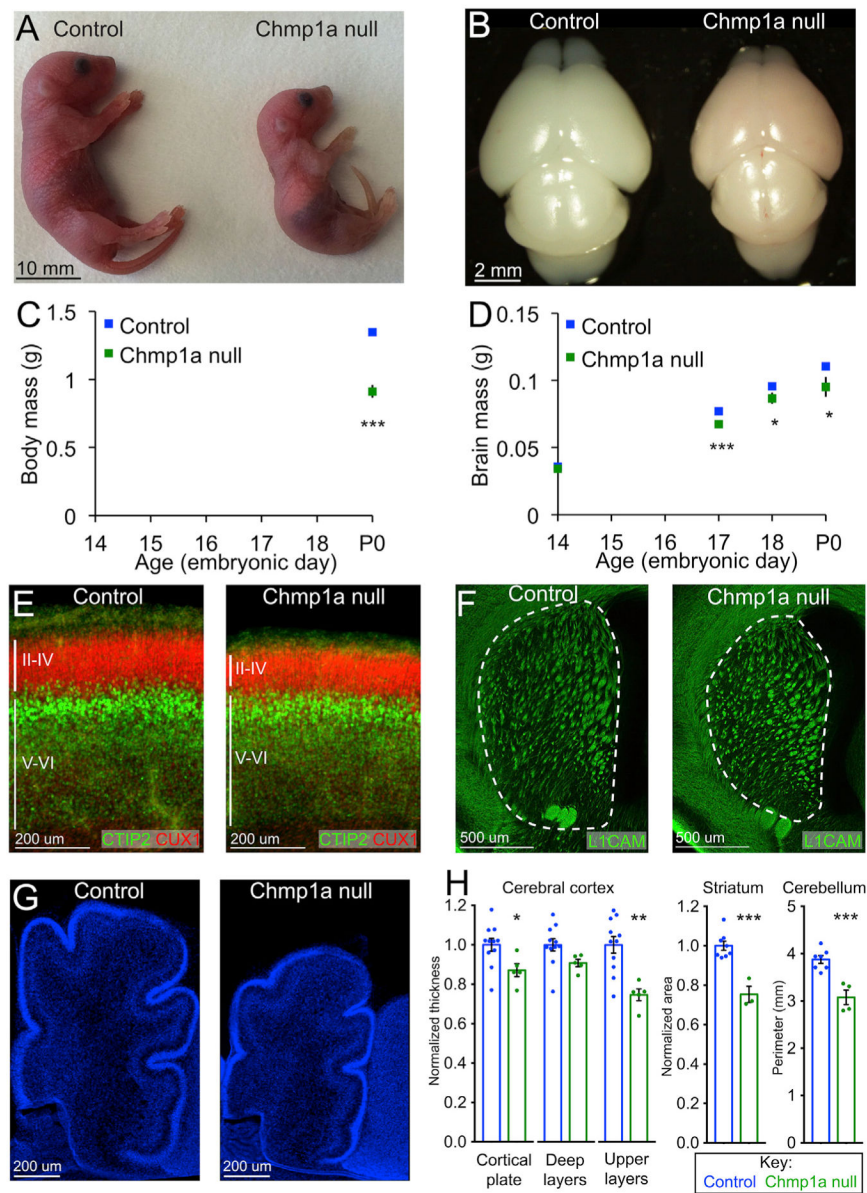 A
Control
Chmp1a null
10 mm
B
Control
Chmp1a null
2 mm
C
Control
Chmp1a null
Body mass (g)
1.5
1
0.5
0
***
14 15 16 17 18 P0
Age (embryonic day)
D
Control
Chmp1a null
Brain mass (g)
0.15
0.1
0.05
0
***
*
*
14 15 16 17 18 P0
Age (embryonic day)
E
Control
Chmp1a null
II-IV
V-VI
200 um
CTIP2 CUX1
II-IV
V-VI
200 um
CTIP2 CUX1
F
Control
Chmp1a null
500 um
L1CAM
500 um
L1CAM
G
Control
Chmp1a null
200 um
200 um
H
Cerebral cortex
Normalized thickness
1.2
1.0
0.8
0.6
0.4
1.2
0.0
*
**
Cortical plate
Deep layers
Upper layers
Striatum
Normalized area
1.2
1.0
0.8
0.6
0.4
1.2
0.0
***
Cerebellum
Perimeter (mm)
5
4
3
2
1
0
***
Key:
Control Chmp1a null